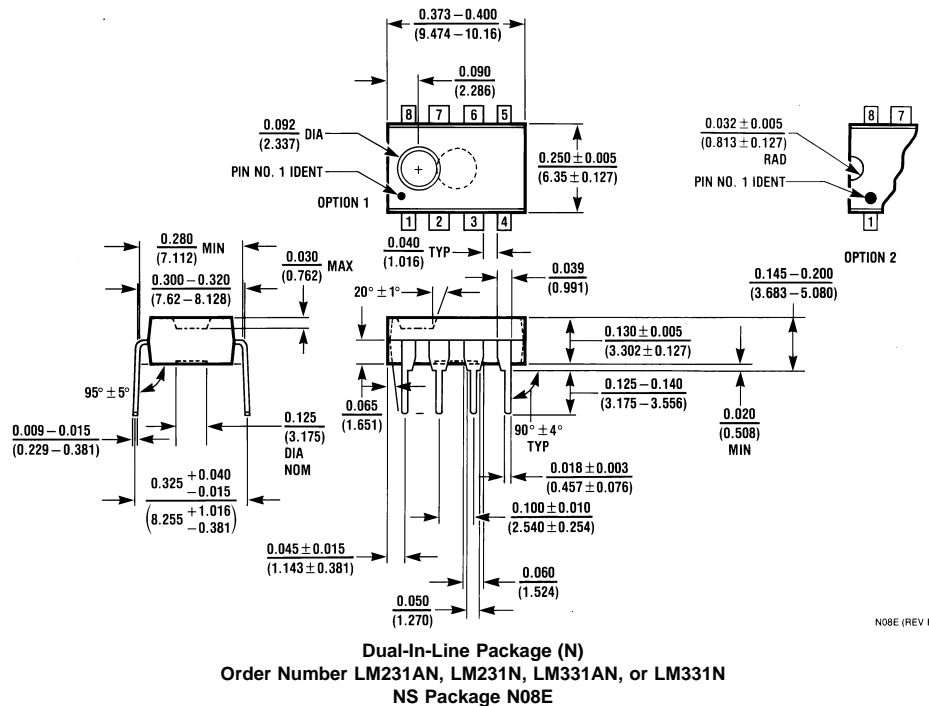 0.373 – 0.400
(9.474 – 10.16)
0.090
(2.286)
8 7 6 5
0.092 DIA
(2.337)
PIN NO. 1 IDENT
OPTION 1
+
0.250 ± 0.005
(6.35 ± 0.127)
1 2 3 4
8 7
0.032 ± 0.005
(0.813 ± 0.127)
RAD
PIN NO. 1 IDENT
1
OPTION 2
0.280 MIN
(7.112)
0.300 – 0.320
(7.62 – 8.128)
0.030 MAX
(0.762)
0.040 TYP
(1.016)
0.039
(0.991)
20° ± 1°
0.145 – 0.200
(3.683 – 5.080)
0.130 ± 0.005
(3.302 ± 0.127)
0.125 – 0.140
(3.175 – 3.556)
0.020
(0.508)
MIN
95° ± 5°
0.009 – 0.015
(0.229 – 0.381)
0.125
(3.175)
DIA
NOM
0.065
(1.651)
90° ± 4°
TYP
0.018 ± 0.003
(0.457 ± 0.076)
0.325 +0.040
−0.015
(8.255 +1.016
−0.381)
0.100 ± 0.010
(2.540 ± 0.254)
0.045 ± 0.015
(1.143 ± 0.381)
0.060
(1.524)
0.050
(1.270)
N08E (REV
Dual-In-Line Package (N)
Order Number LM231AN, LM231N, LM331AN, or LM331N
NS Package N08E